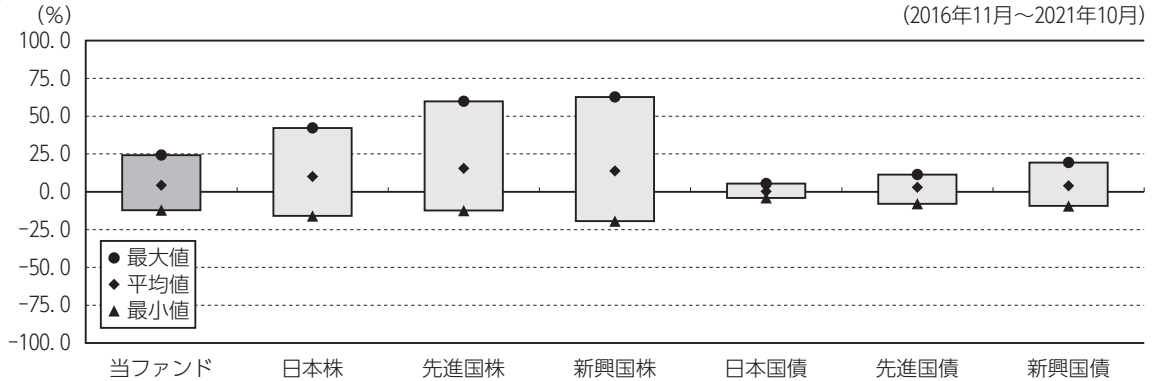 (%)
(2016年11月～2021年10月)
100.0
75.0
50.0
25.0
0.0
-25.0
-50.0
-75.0
-100.0
● 最大値
◆ 平均値
▲ 最小値
当ファンド 日本株 先進国株 新興国株 日本国債 先進国債 新興国債